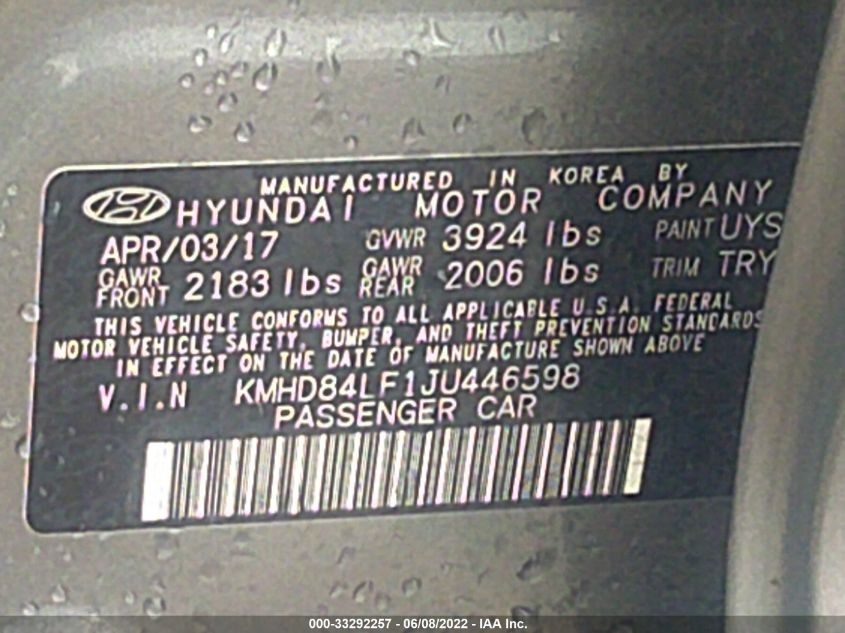 MANUFACTURED IN KOREA BY
HYUNDAI MOTOR COMPANY
APR/03/17 GVWR 3924 lbs PAINT UYS
GAWR FRONT 2183 lbs GAWR REAR 2006 lbs TRIM TRY
THIS VEHICLE CONFORMS TO ALL APPLICABLE U.S.A. FEDERAL
MOTOR VEHICLE SAFETY, BUMPER, AND THEFT PREVENTION STANDARDS
IN EFFECT ON THE DATE OF MANUFACTURE SHOWN ABOVE
V.I.N KMHD84LF1JU446598
PASSENGER CAR
000-33292257 - 06/08/2022 - IAA Inc.